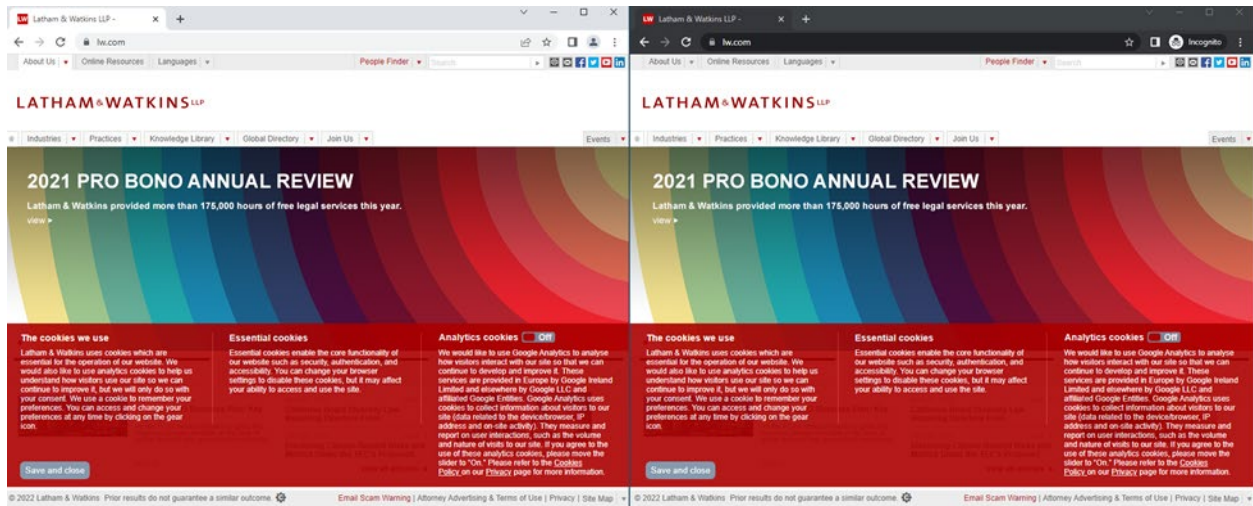 LW Latham & Watkins LLP -
lw.com
About Us Online Resources Languages People Finder Search
LATHAM & WATKINS LLP
Industries Practices Knowledge Library Global Directory Join Us Events
2021 PRO BONO ANNUAL REVIEW
Latham & Watkins provided more than 175,000 hours of free legal services this year.
view
The cookies we use
Latham & Watkins uses cookies which are
essential for the operation of our website. We
would also like to use analytics cookies to help us
understand how visitors use our site so we can
continue to improve it, but we will only do so with
your consent. We use a cookie to remember your
preferences. You can access and change your
preferences at any time by clicking on the gear
icon.
Save and close
Essential cookies
Essential cookies enable the core functionality of
our website such as security, authentication, and
accessibility. You can change your browser
settings to disable these cookies, but it may affect
your ability to access and use the site.
Analytics cookies Off
We would like to use Google Analytics to analyse
how visitors interact with our site so that we can
continue to develop and improve it. These
services are provided in Europe by Google Ireland
Limited and elsewhere by Google LLC and
affiliated Google Entities. Google Analytics uses
cookies to collect information about visitors to our
site (data related to the device/browser, IP
address and on-site activity). They measure and
report on user interactions, such as the volume
and nature of visits to our site. If you agree to the
use of these analytics cookies, please move the
slider to "On." Please refer to the Cookies
Policy on our Privacy page for more information.
© 2022 Latham & Watkins Prior results do not guarantee a similar outcome. Email Scam Warning | Attorney Advertising & Terms of Use | Privacy | Site Map
LW Latham & Watkins LLP -
lw.com Incognito
About Us Online Resources Languages People Finder Search
LATHAM & WATKINS LLP
Industries Practices Knowledge Library Global Directory Join Us Events
2021 PRO BONO ANNUAL REVIEW
Latham & Watkins provided more than 175,000 hours of free legal services this year.
view
The cookies we use
Latham & Watkins uses cookies which are
essential for the operation of our website. We
would also like to use analytics cookies to help us
understand how visitors use our site so we can
continue to improve it, but we will only do so with
your consent. We use a cookie to remember your
preferences. You can access and change your
preferences at any time by clicking on the gear
icon.
Save and close
Essential cookies
Essential cookies enable the core functionality of
our website such as security, authentication, and
accessibility. You can change your browser
settings to disable these cookies, but it may affect
your ability to access and use the site.
Analytics cookies Off
We would like to use Google Analytics to analyse
how visitors interact with our site so that we can
continue to develop and improve it. These
services are provided in Europe by Google Ireland
Limited and elsewhere by Google LLC and
affiliated Google Entities. Google Analytics uses
cookies to collect information about visitors to our
site (data related to the device/browser, IP
address and on-site activity). They measure and
report on user interactions, such as the volume
and nature of visits to our site. If you agree to the
use of these analytics cookies, please move the
slider to "On." Please refer to the Cookies
Policy on our Privacy page for more information.
© 2022 Latham & Watkins Prior results do not guarantee a similar outcome. Email Scam Warning | Attorney Advertising & Terms of Use | Privacy | Site Map